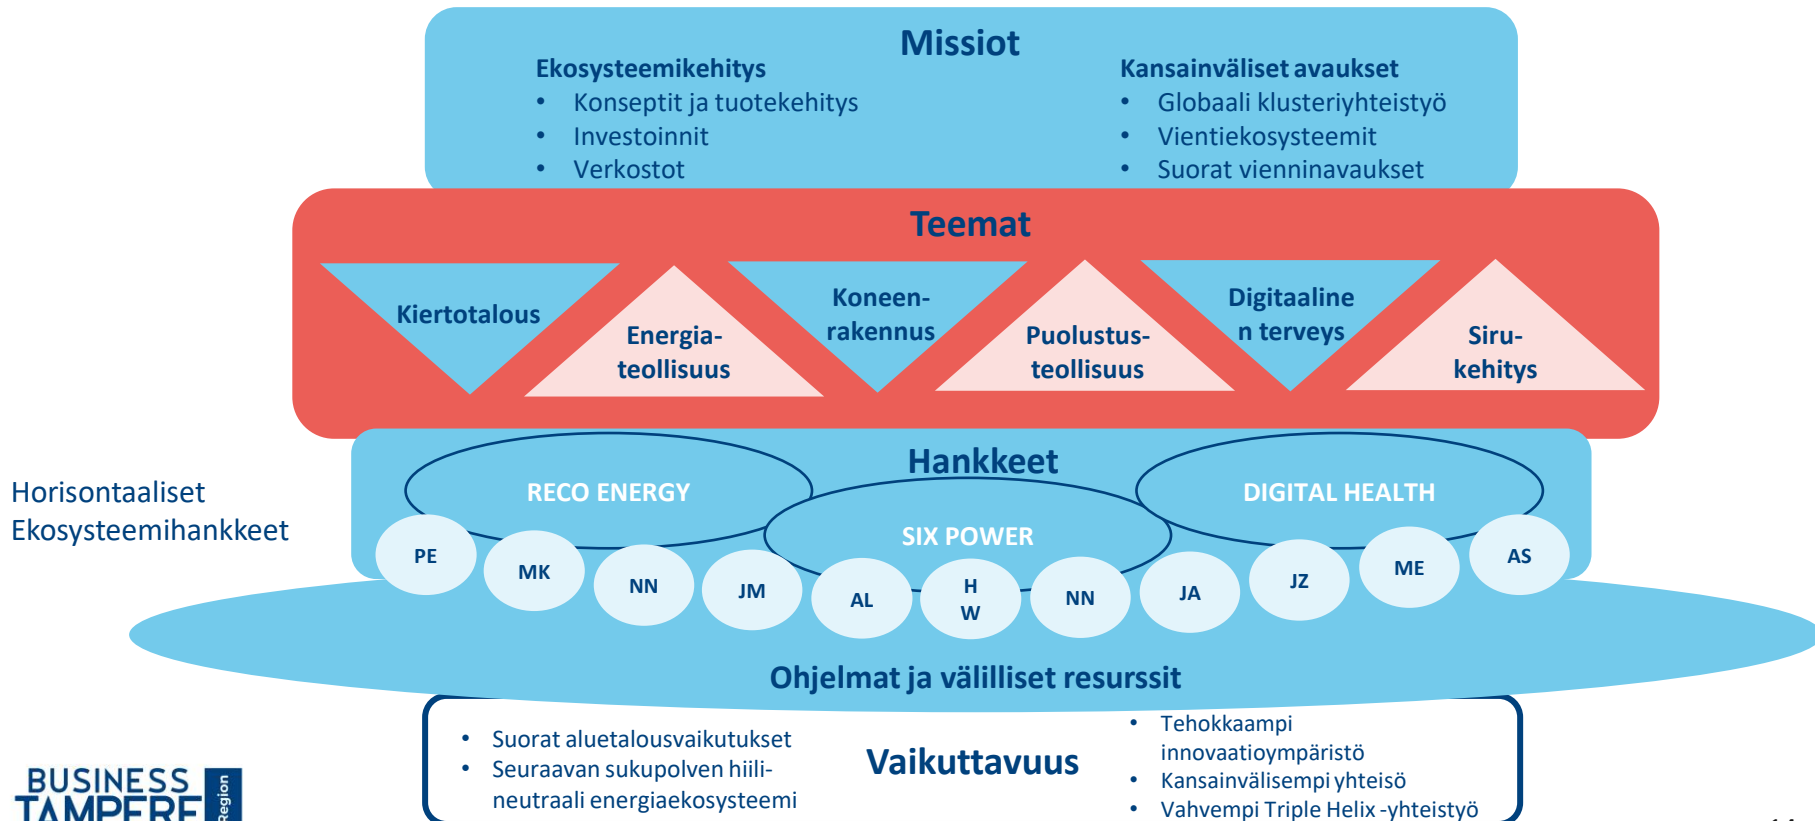 Missiot
Ekosysteemikehitys
• Konseptit ja tuotekehitys
• Investoinnit
• Verkostot
Kansainväliset avaukset
• Globaali klusteriyhteistyö
• Vientiekosysteemit
• Suorat vienninavaukset
Teemat
Kiertotalous
Energia-
teollisuus
Koneen-
rakennus
Puolustus-
teollisuus
Digitaaline
n terveys
Siru-
kehitys
Horisontaaliset
Ekosysteemihankkeet
Hankkeet
RECO ENERGY
SIX POWER
DIGITAL HEALTH
PE
MK
NN
JM
AL
H
W
NN
JA
JZ
ME
AS
Ohjelmat ja välilliset resurssit
• Suorat aluetalousvaikutukset
• Seuraavan sukupolven hiili-
neutraali energiaekosysteemi
Vaikuttavuus
• Tehokkaampi
innovaatioympäristö
• Kansainvälisempi yhteisö
• Vahvempi Triple Helix -yhteistyö
BUSINESS
TAMPERE
Region